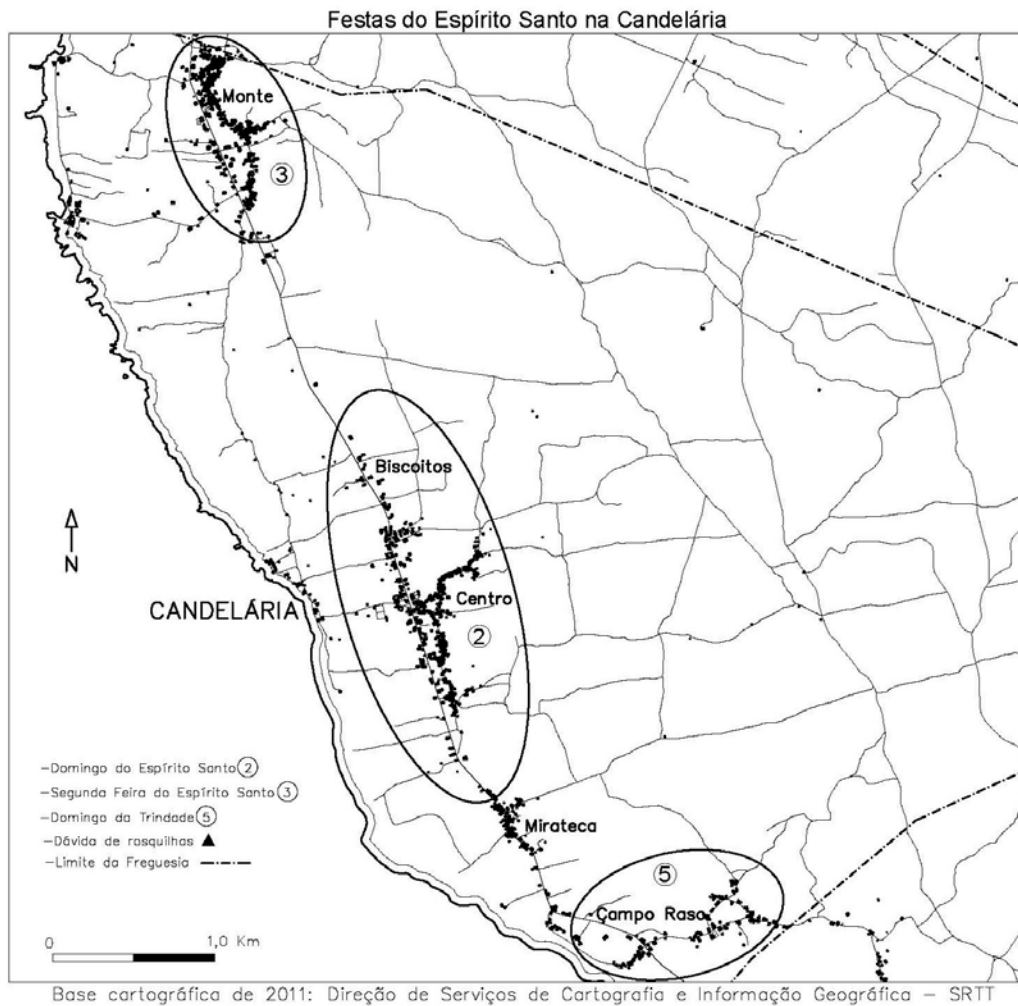 Festas do Espírito Santo na Candelária
Monte
3
Biscoitos
N
Centro
CANDELÁRIA
2
-Domingo do Espírito Santo 2
-Segunda Feira do Espírito Santo 3
-Domingo da Trindade 5
-Dávida de rosquilhas
-Limite da Freguesia
Mirateca
5
Campo Raso
0 1,0 Km
Base cartográfica de 2011: Direção de Serviços de Cartografia e Informação Geográfica - SRTT